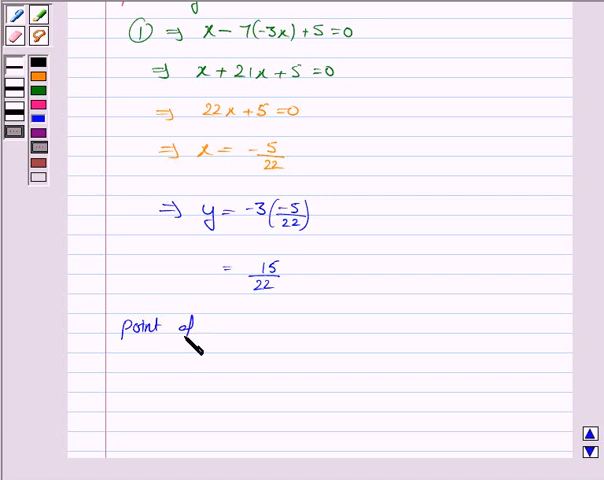 ① ⇒ x - 7(-3x) + 5 = 0
⇒ x + 21x + 5 = 0
⇒ 22x + 5 = 0
⇒ x = -5/22
⇒ y = -3(-5/22)
= 15/22
point of